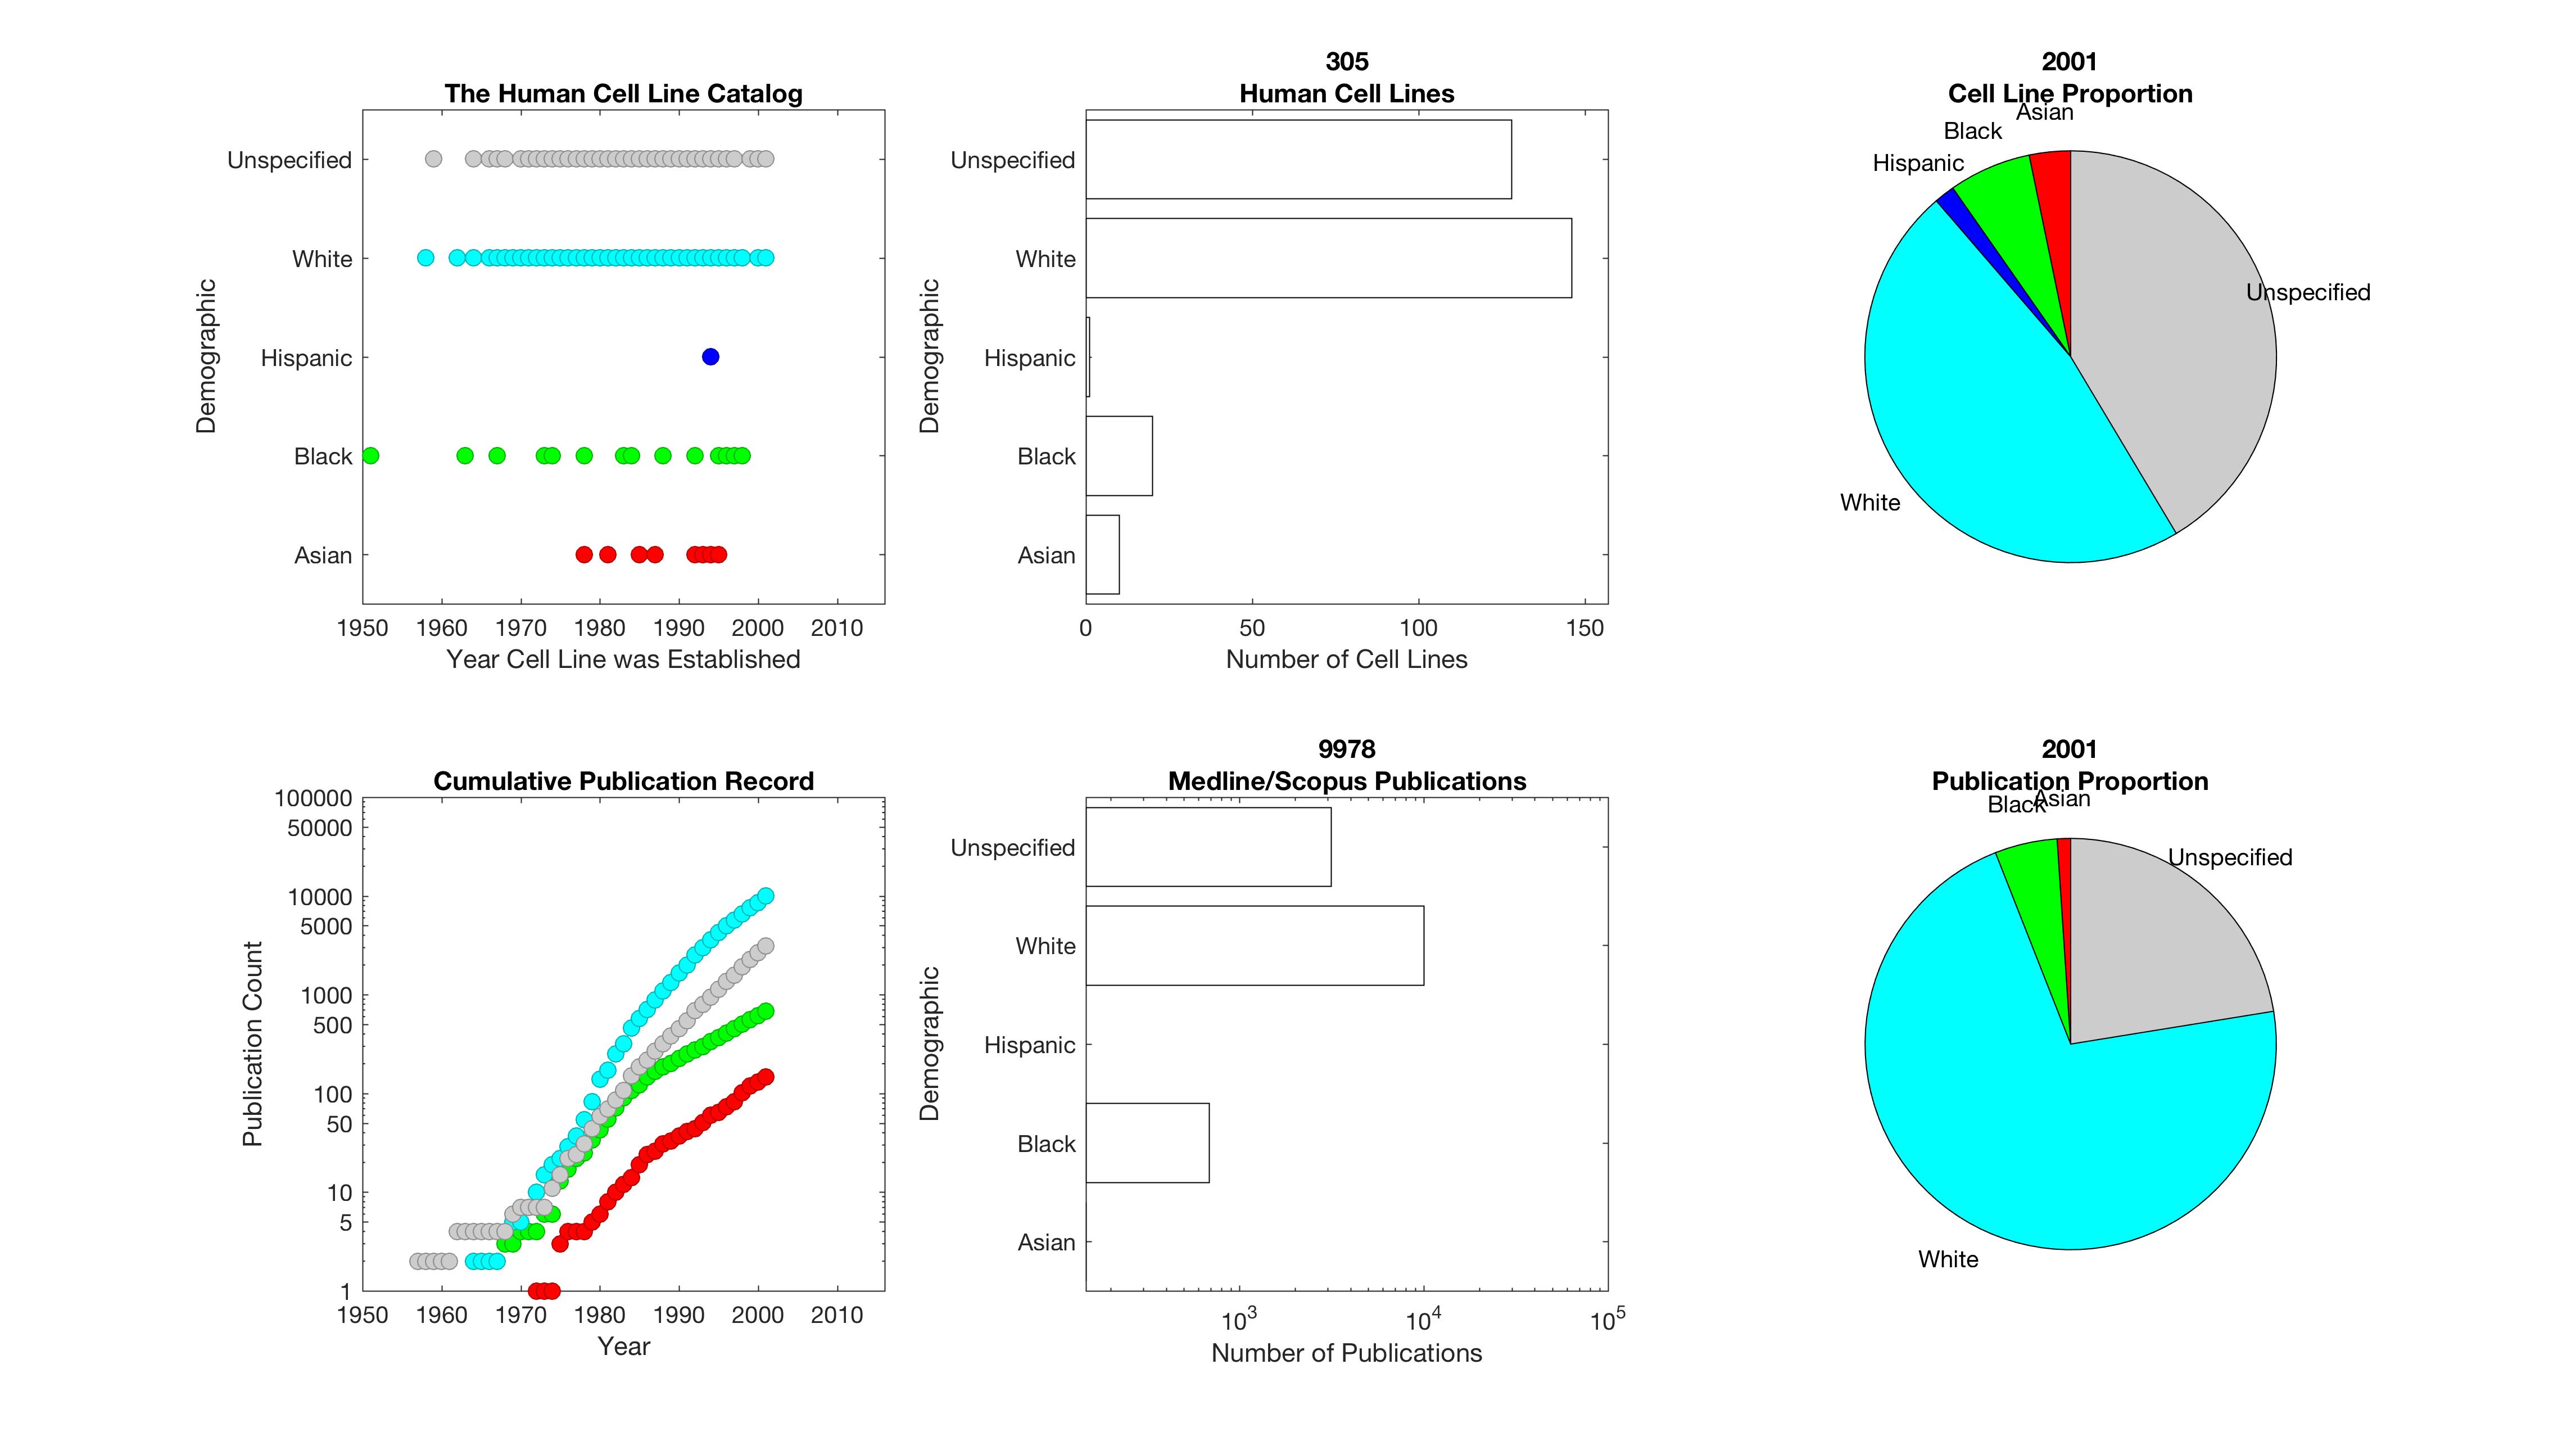 The Human Cell Line Catalog
Unspecified
White
Hispanic
Black
Asian
Demographic
1950 1960 1970 1980 1990 2000 2010
Year Cell Line was Established
305
Human Cell Lines
Unspecified
White
Hispanic
Black
Asian
Demographic
0 50 100 150
Number of Cell Lines
2001
Cell Line Proportion
Asian
Black
Hispanic
Unspecified
White
Cumulative Publication Record
100000
50000
10000
5000
1000
500
100
50
10
5
1
Publication Count
1950 1960 1970 1980 1990 2000 2010
Year
9978
Medline/Scopus Publications
Unspecified
White
Hispanic
Black
Asian
Demographic
10³ 10⁴ 10⁵
Number of Publications
2001
Publication Proportion
Black Asian
Unspecified
White